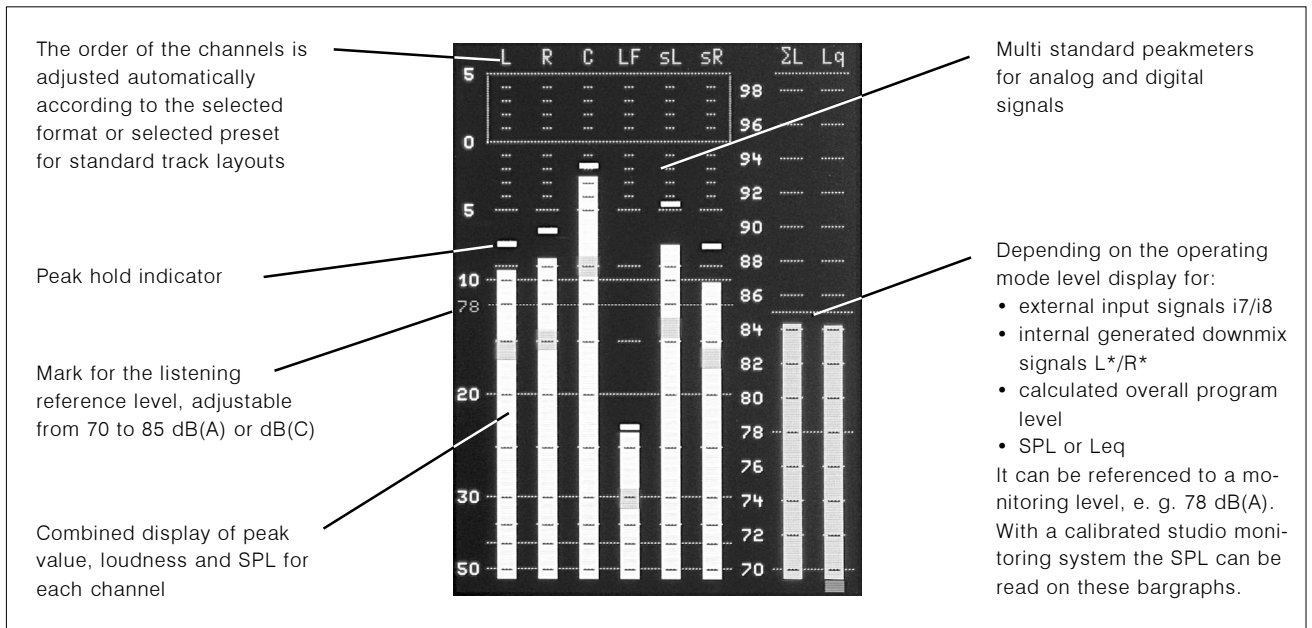 The order of the channels is
adjusted automatically
according to the selected
format or selected preset
for standard track layouts
Peak hold indicator
Mark for the listening
reference level, adjustable
from 70 to 85 dB(A) or dB(C)
Combined display of peak
value, loudness and SPL for
each channel
L R C LF sL sR ΣL Lq
5
0
5
10
78
20
30
50
98
96
94
92
90
88
86
84
82
80
78
76
74
72
70
Multi standard peakmeters
for analog and digital
signals
Depending on the operating
mode level display for:
• external input signals i7/i8
• internal generated downmix
signals L*/R*
• calculated overall program
level
• SPL or Leq
It can be referenced to a mo-
nitoring level, e. g. 78 dB(A).
With a calibrated studio moni-
toring system the SPL can be
read on these bargraphs.